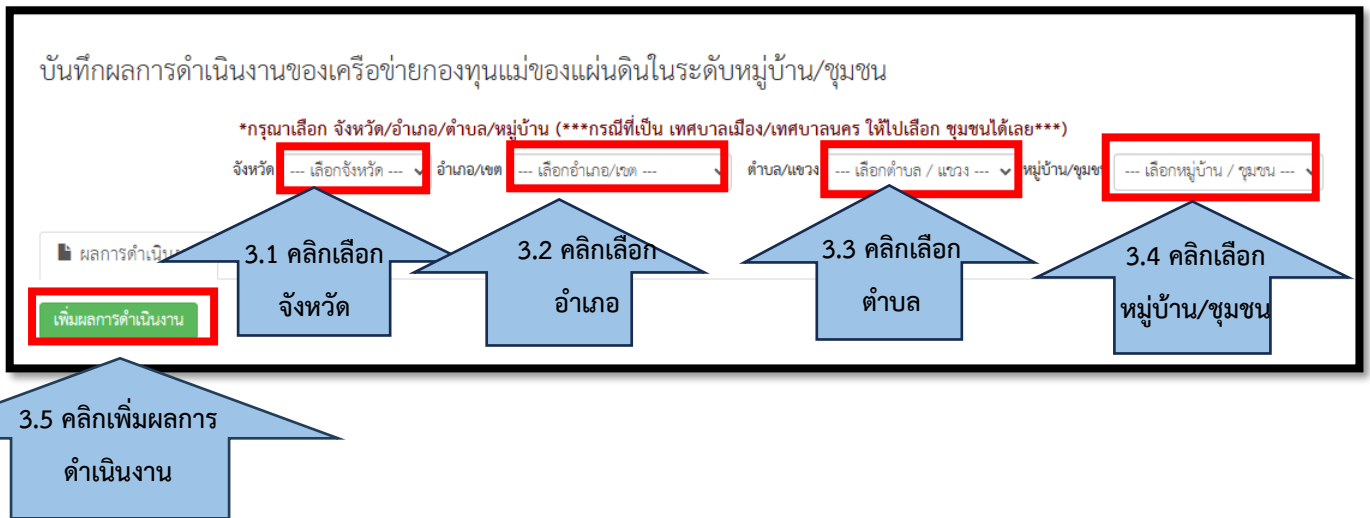 บันทึกผลการดำเนินงานของเครือข่ายกองทุนแม่ของแผ่นดินในระดับหมู่บ้าน/ชุมชน
*กรุณาเลือก จังหวัด/อำเภอ/ตำบล/หมู่บ้าน (***กรณีที่เป็น เทศบาลเมือง/เทศบาลนคร ให้ไปเลือก ชุมชนได้เลย***)
จังหวัด --- เลือกจังหวัด --- อำเภอ/เขต --- เลือกอำเภอ/เขต --- ตำบล/แขวง --- เลือกตำบล / แขวง --- หมู่บ้าน/ชุมช --- เลือกหมู่บ้าน / ชุมชน ---
ผลการดำเนิน
3.1 คลิกเลือก
จังหวัด
3.2 คลิกเลือก
อำเภอ
3.3 คลิกเลือก
ตำบล
3.4 คลิกเลือก
หมู่บ้าน/ชุมชน
เพิ่มผลการดำเนินงาน
3.5 คลิกเพิ่มผลการ
ดำเนินงาน